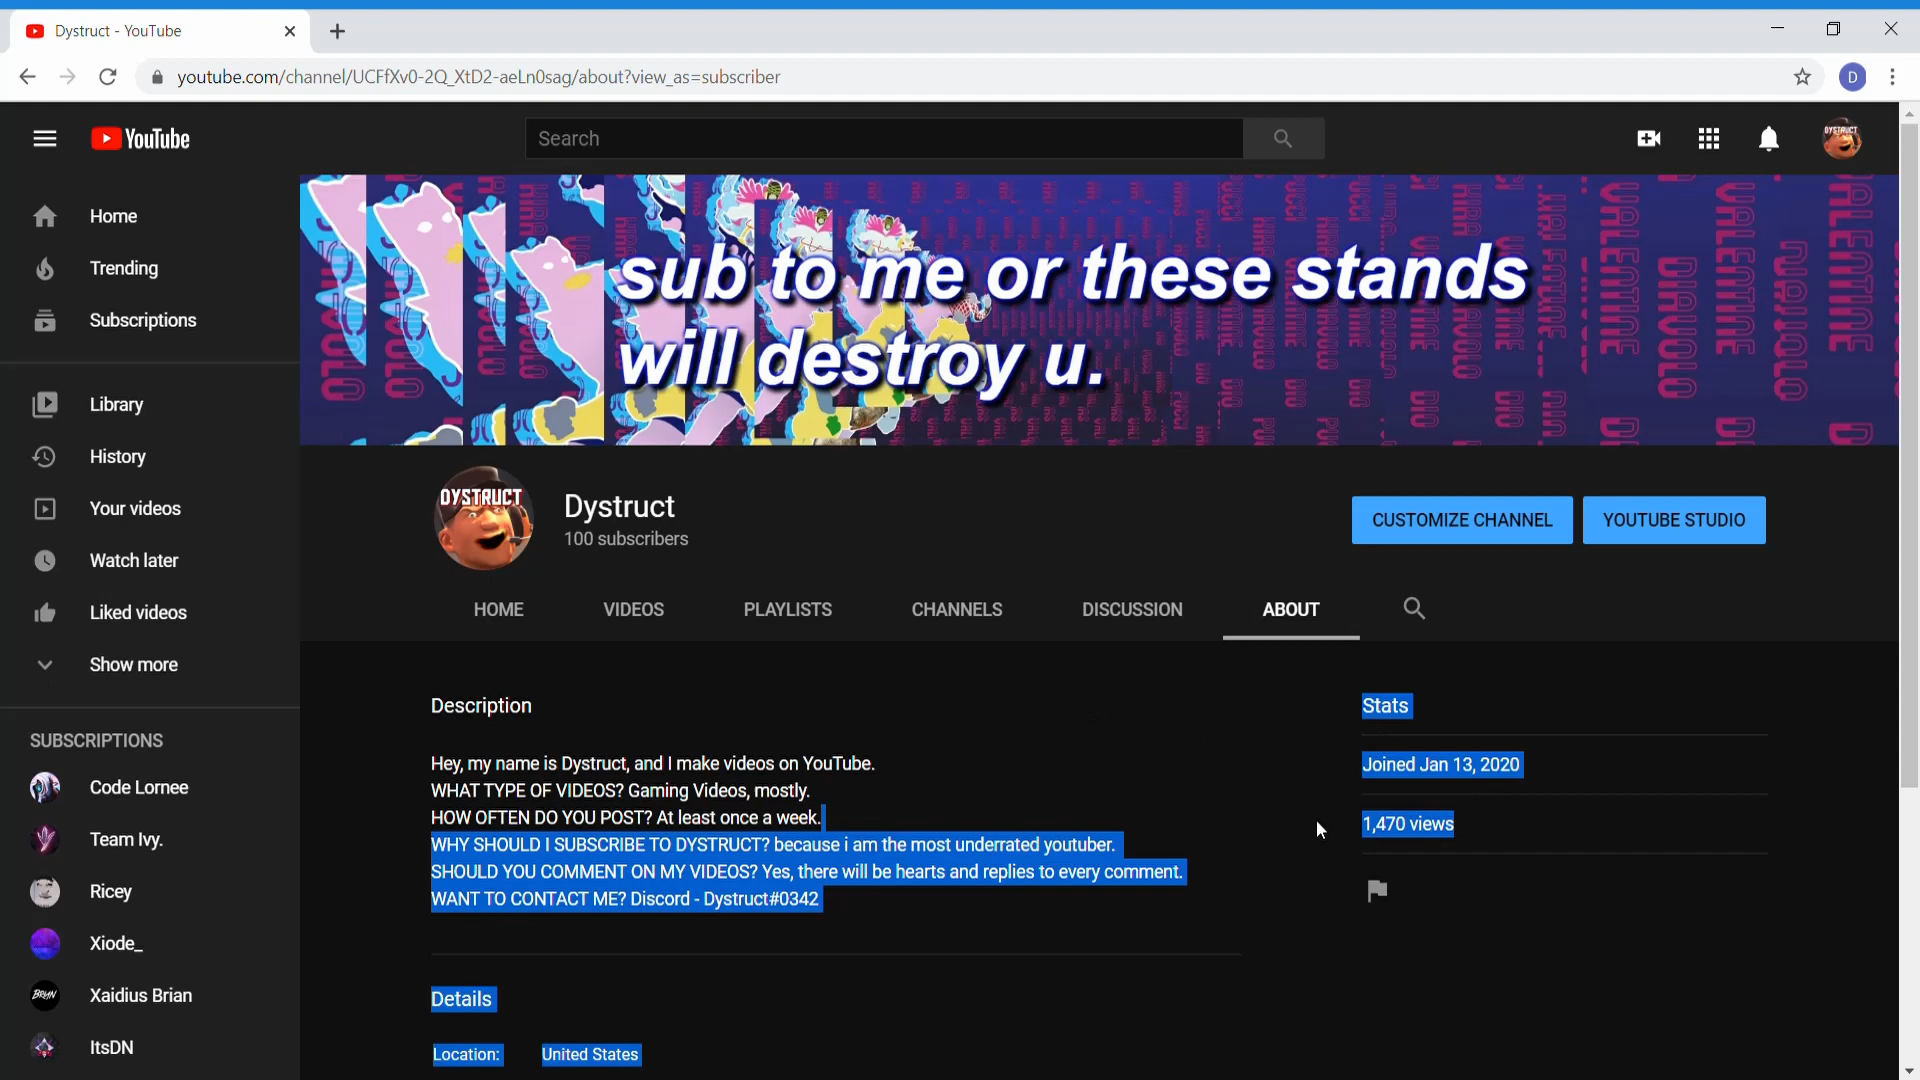 Dystruct - YouTube
youtube.com/channel/UCFfXv0-2Q_XtD2-aeLn0sag/about?view_as=subscriber
D
YouTube
Search
DYSTRUCT
Home
Trending
Subscriptions
Library
History
Your videos
Watch later
Liked videos
Show more
SUBSCRIPTIONS
Code Lornee
Team Ivy.
Ricey
Xiode_
BRIAN
Xaidius Brian
ItsDN
sub to me or these stands
will destroy u.
DIAVOLO
VALENTINE
DIO
PUCCI
DYSTRUCT
Dystruct
100 subscribers
CUSTOMIZE CHANNEL
YOUTUBE STUDIO
HOME
VIDEOS
PLAYLISTS
CHANNELS
DISCUSSION
ABOUT
Description
Hey, my name is Dystruct, and I make videos on YouTube.
WHAT TYPE OF VIDEOS? Gaming Videos, mostly.
HOW OFTEN DO YOU POST? At least once a week.
WHY SHOULD I SUBSCRIBE TO DYSTRUCT? because i am the most underrated youtuber.
SHOULD YOU COMMENT ON MY VIDEOS? Yes, there will be hearts and replies to every comment.
WANT TO CONTACT ME? Discord - Dystruct#0342
Details
Location: United States
Stats
Joined Jan 13, 2020
1,470 views